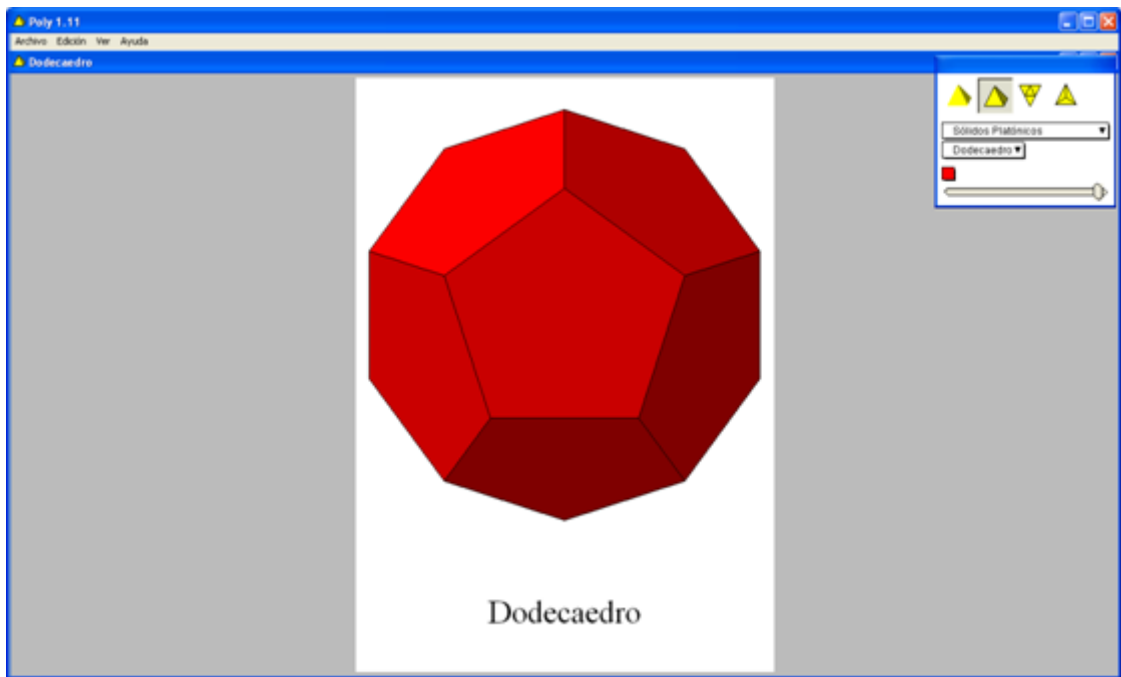 Poly 1.11
Archivo Edición Ver Ayuda
Dodecaedro
Sólidos Platónicos
Dodecaedro
Dodecaedro